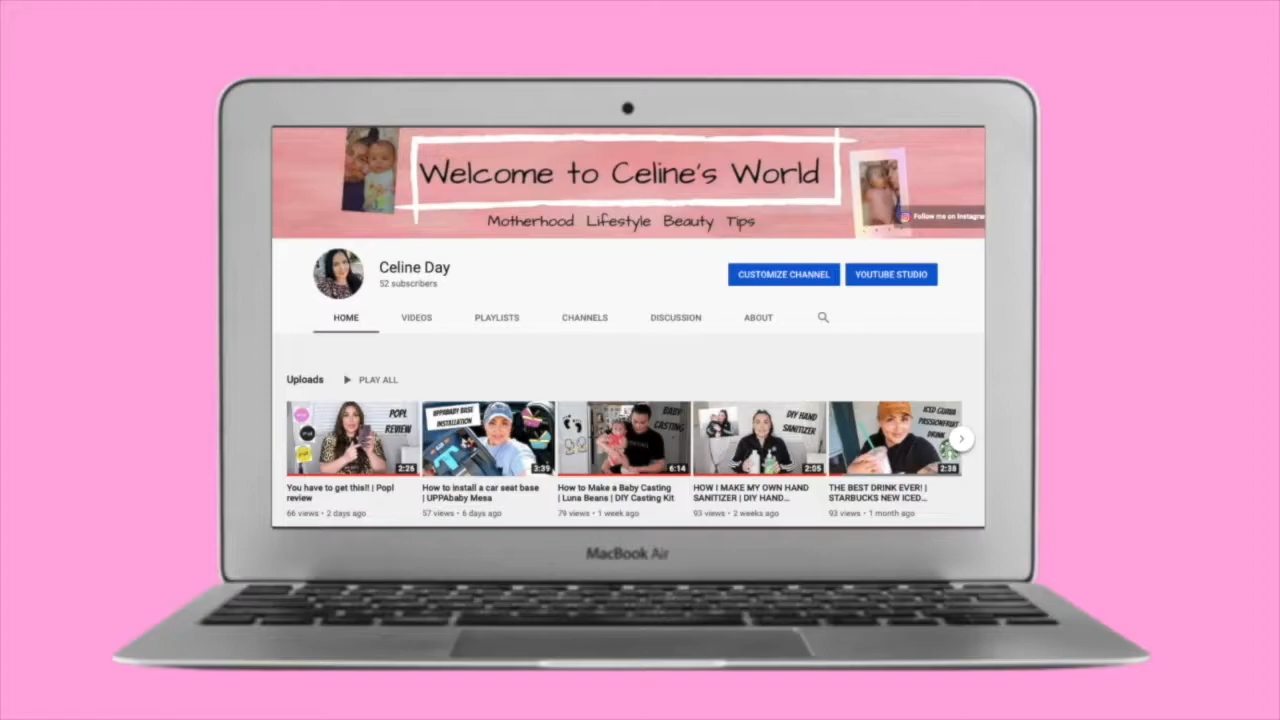 Welcome to Celine's World
Motherhood Lifestyle Beauty Tips
Follow me on Instagra
Celine Day
52 subscribers
CUSTOMIZE CHANNEL
YOUTUBE STUDIO
HOME
VIDEOS
PLAYLISTS
CHANNELS
DISCUSSION
ABOUT
Uploads
PLAY ALL
POPL
REVIEW
2:26
UPPABABY BASE
INSTALLATION
3:39
BABY
CASTING
6:14
DIY HAND
SANITIZER
2:05
ICED GUAVA
PASSIONFRUIT
DRINK
2:38
You have to get this!! | Popl
review
66 views • 2 days ago
How to install a car seat base
| UPPAbaby Mesa
57 views • 6 days ago
How to Make a Baby Casting
| Luna Beans | DIY Casting Kit
79 views • 1 week ago
HOW I MAKE MY OWN HAND
SANITIZER | DIY HAND...
93 views • 2 weeks ago
THE BEST DRINK EVER! |
STARBUCKS NEW ICED...
93 views • 1 month ago
MacBook Air